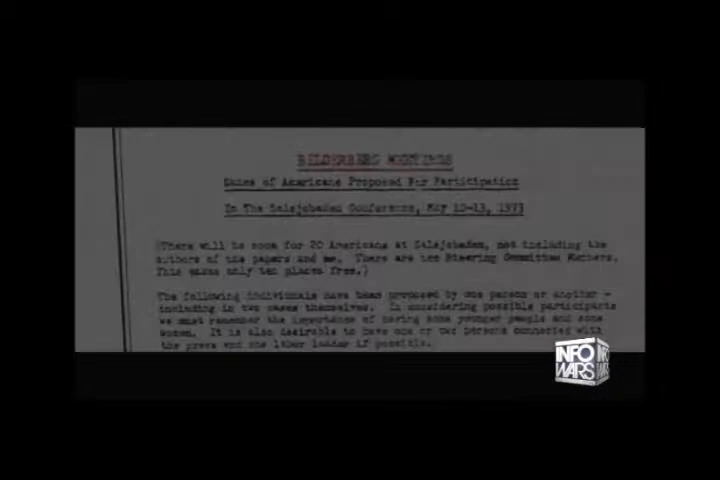 BILDERBERG MEETINGS
Names of Americans Proposed For Participation
In The Salsjobaden Conference, May 10-13, 1973
(There will be room for 20 Americans at Salsjobaden, not including the
authors of the papers and me. There are ten Steering Committee Members.
This makes only ten places free.)
The following individuals have been proposed by one person or another -
including in two cases themselves. In considering possible participants
we must remember the importance of having some younger people and some
women. It is also desirable to have one or two persons connected with
the press and one labor leader if possible.
INFO
WARS